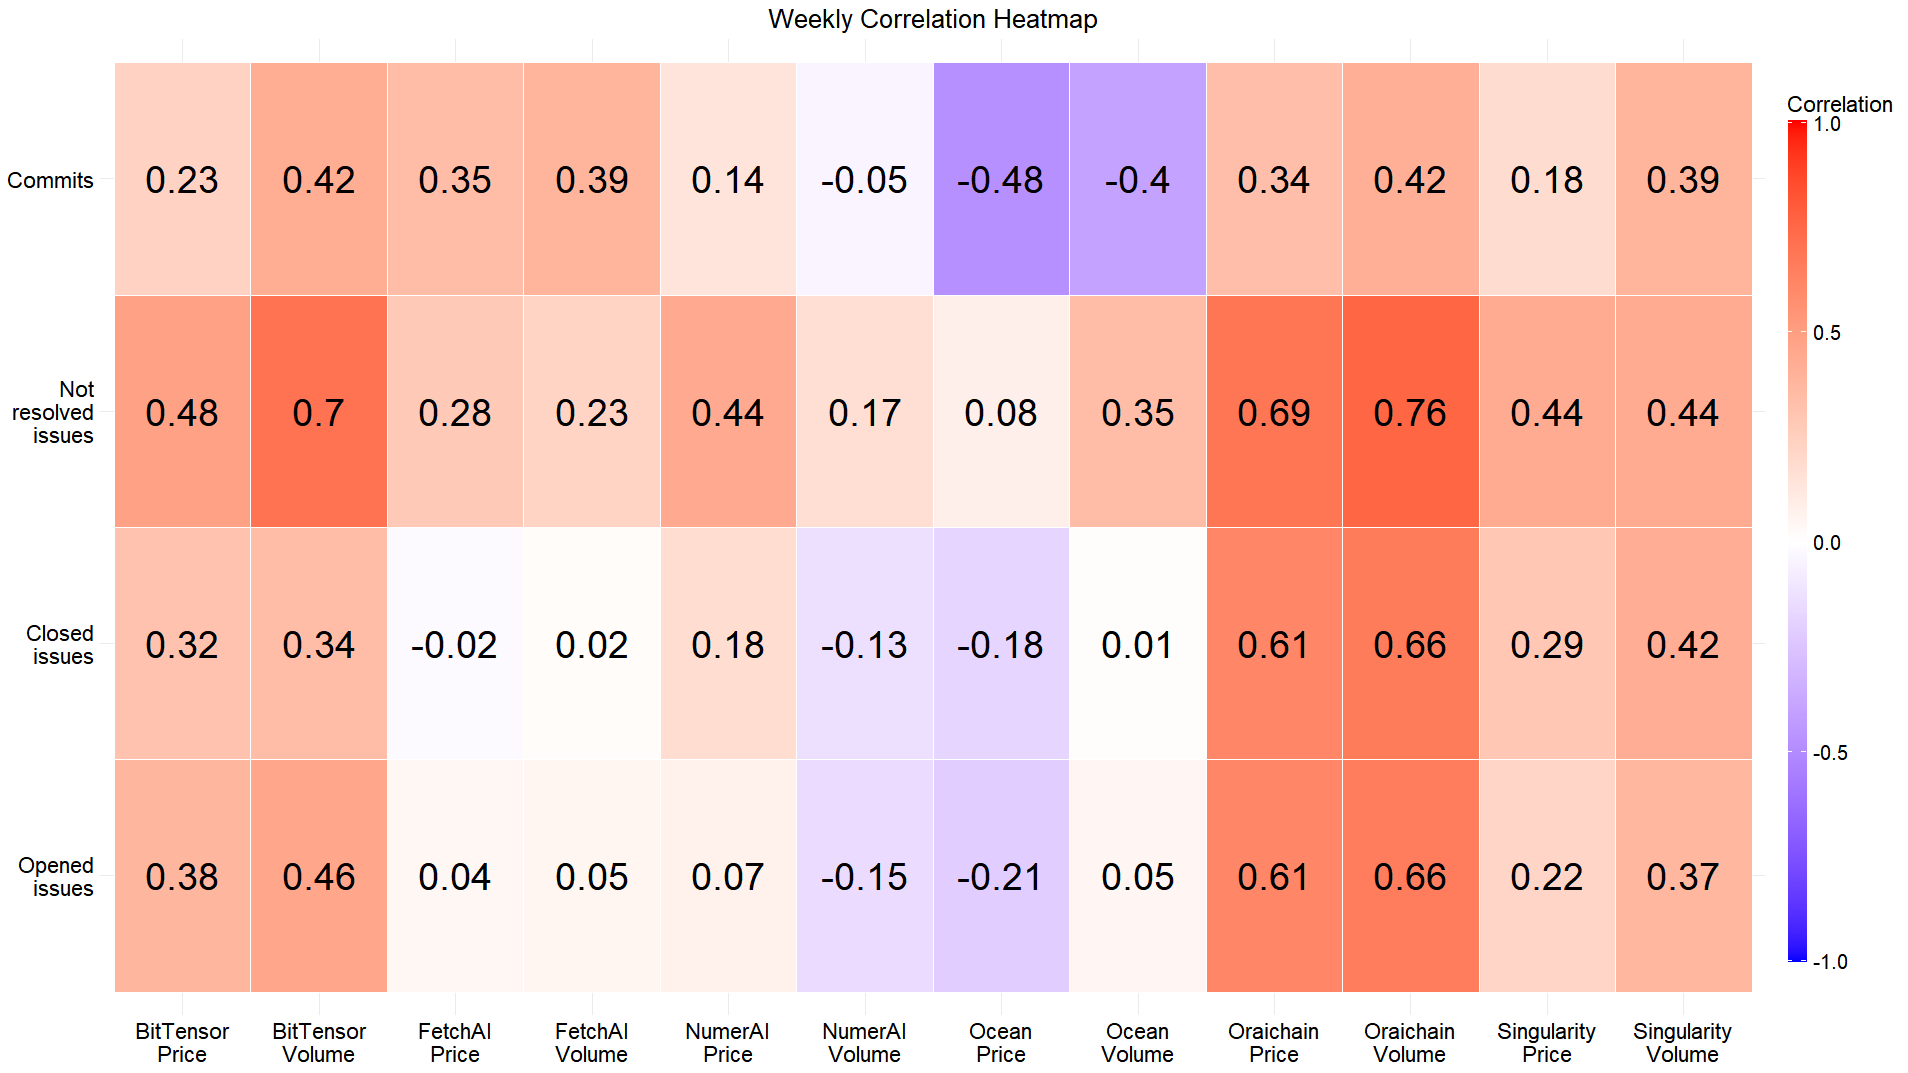 Weekly Correlation Heatmap
Correlation
1.0
0.5
0.0
-0.5
-1.0
Commits
0.23 0.42 0.35 0.39 0.14 -0.05 -0.48 -0.4 0.34 0.42 0.18 0.39
Not
resolved
issues
0.48 0.7 0.28 0.23 0.44 0.17 0.08 0.35 0.69 0.76 0.44 0.44
Closed
issues
0.32 0.34 -0.02 0.02 0.18 -0.13 -0.18 0.01 0.61 0.66 0.29 0.42
Opened
issues
0.38 0.46 0.04 0.05 0.07 -0.15 -0.21 0.05 0.61 0.66 0.22 0.37
BitTensor BitTensor FetchAI FetchAI NumerAI NumerAI Ocean Ocean Oraichain Oraichain Singularity Singularity
Price Volume Price Volume Price Volume Price Volume Price Volume Price Volume